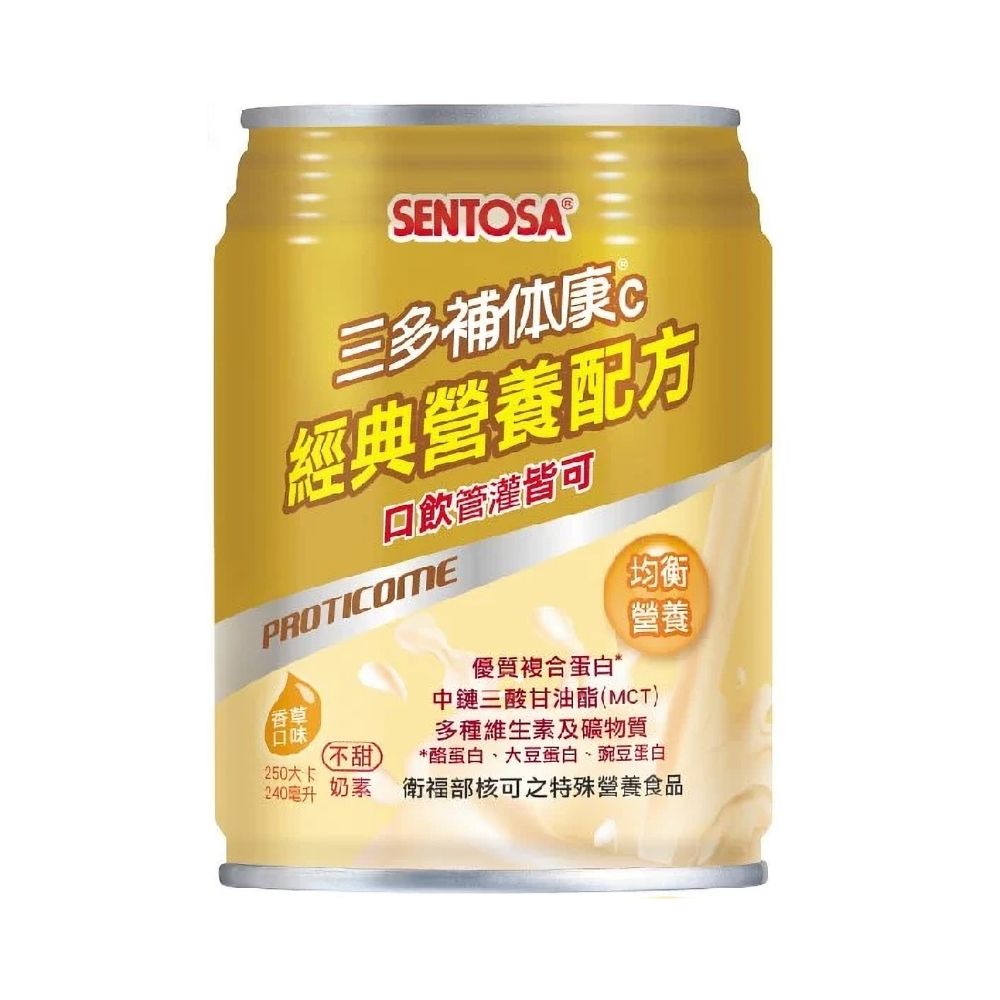 SENTOSA®
三多補体康®C
經典營養配方
口飲管灌皆可
PROTICOME
均衡
營養
優質複合蛋白*
中鏈三酸甘油酯(MCT)
多種維生素及礦物質
*酪蛋白、大豆蛋白、豌豆蛋白
衛福部核可之特殊營養食品
香草
口味
不甜
奶素
250大卡
240毫升